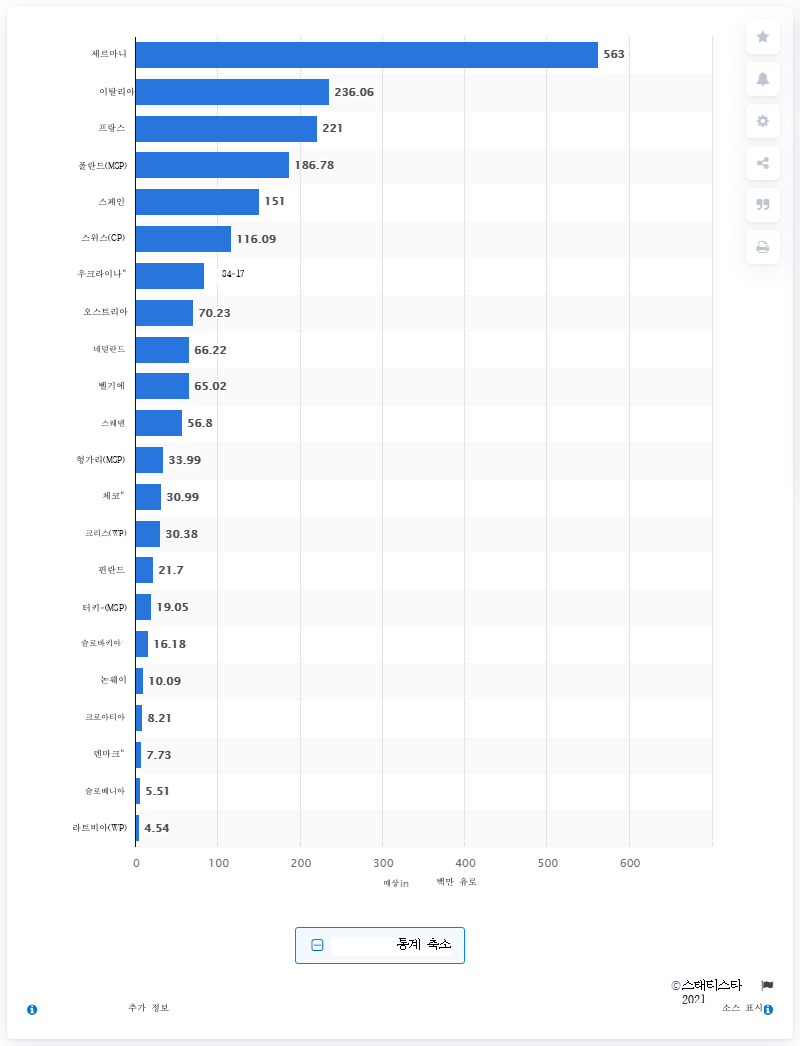 쎄르마니 563
이탈리아 236.06
프랑스 221
폴란드(MSP) 186.78
스페인 151
스위스(CP) 116.09
우크라이나" 84-17
오스트리아 70.23
네덜란드 66.22
벨기에 65.02
스웨덴 56.8
헝가리(MSP) 33.99
체코" 30.99
크리스(WP) 30.38
핀란드 21.7
터키-(MSP) 19.05
슬로바키아 16.18
논웨이 10.09
크로아티아 8.21
덴마크" 7.73
슬로베니아 5.51
라트비아(WP) 4.54
0 100 200 300 400 500 600
매상in 백만 유로
통계 축소
©스태티스타
2021
추가 정보 소스 표시